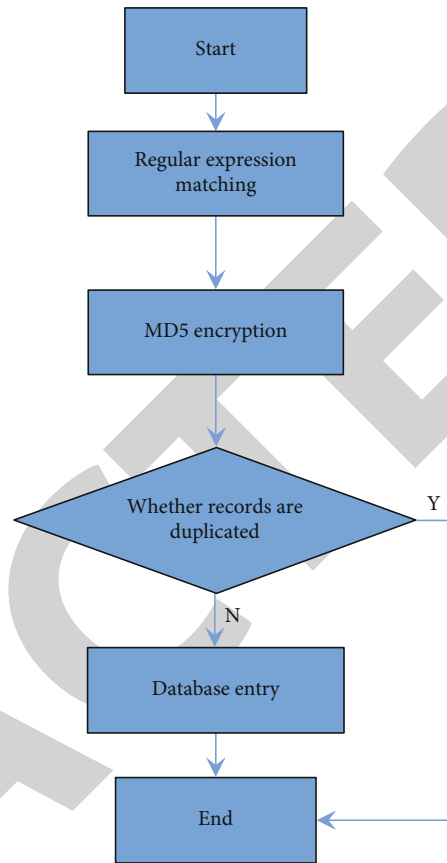 Start
Regular expression
matching
MD5 encryption
Whether records are
duplicated
Y
N
Database entry
End